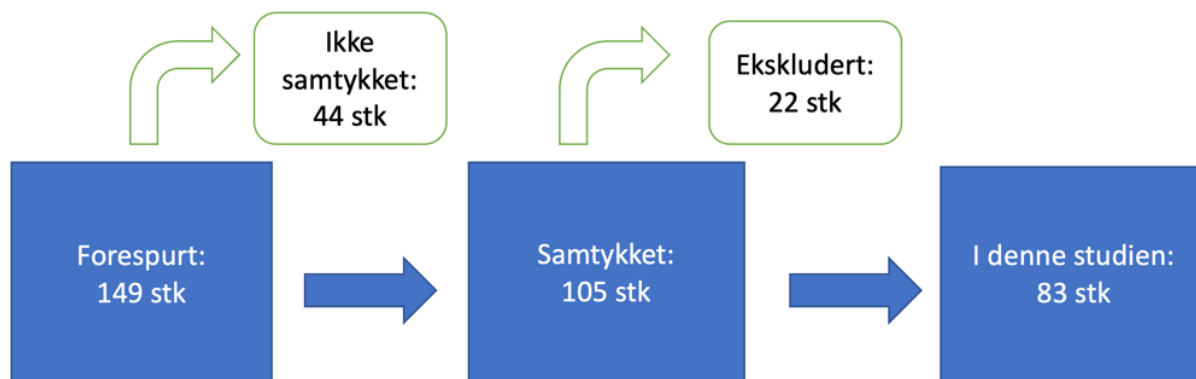 Ikke
samtykket:
44 stk
Ekskludert:
22 stk
Forespurt:
149 stk
Samtykket:
105 stk
I denne studien:
83 stk